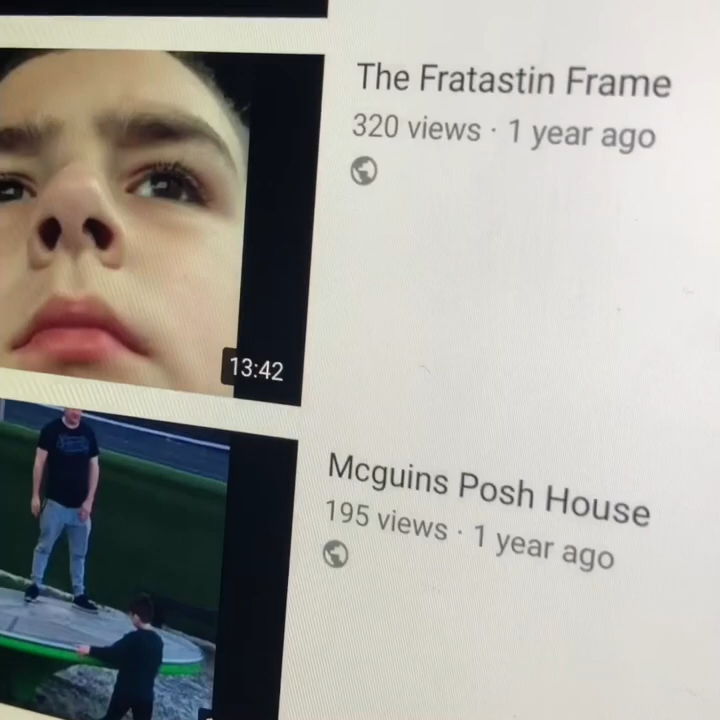 The Fratastin Frame
320 views · 1 year ago
13:42
Mcguins Posh House
195 views · 1 year ago